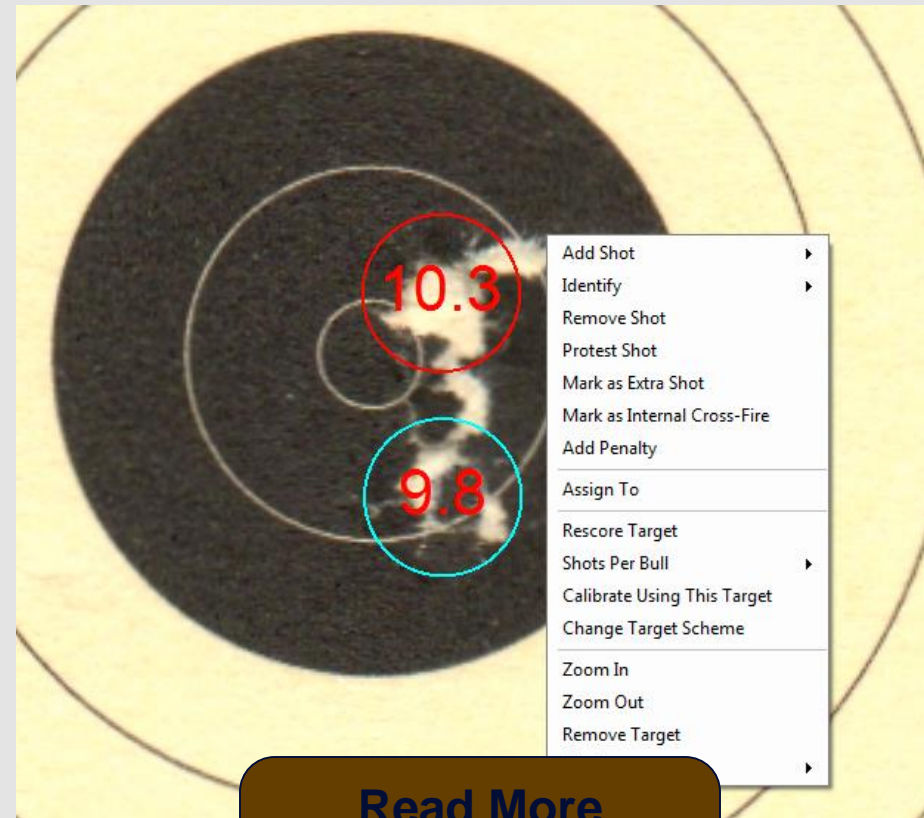 10.3
9.8
Add Shot
Identify
Remove Shot
Protest Shot
Mark as Extra Shot
Mark as Internal Cross-Fire
Add Penalty
Assign To
Rescore Target
Shots Per Bull
Calibrate Using This Target
Change Target Scheme
Zoom In
Zoom Out
Remove Target
Read More